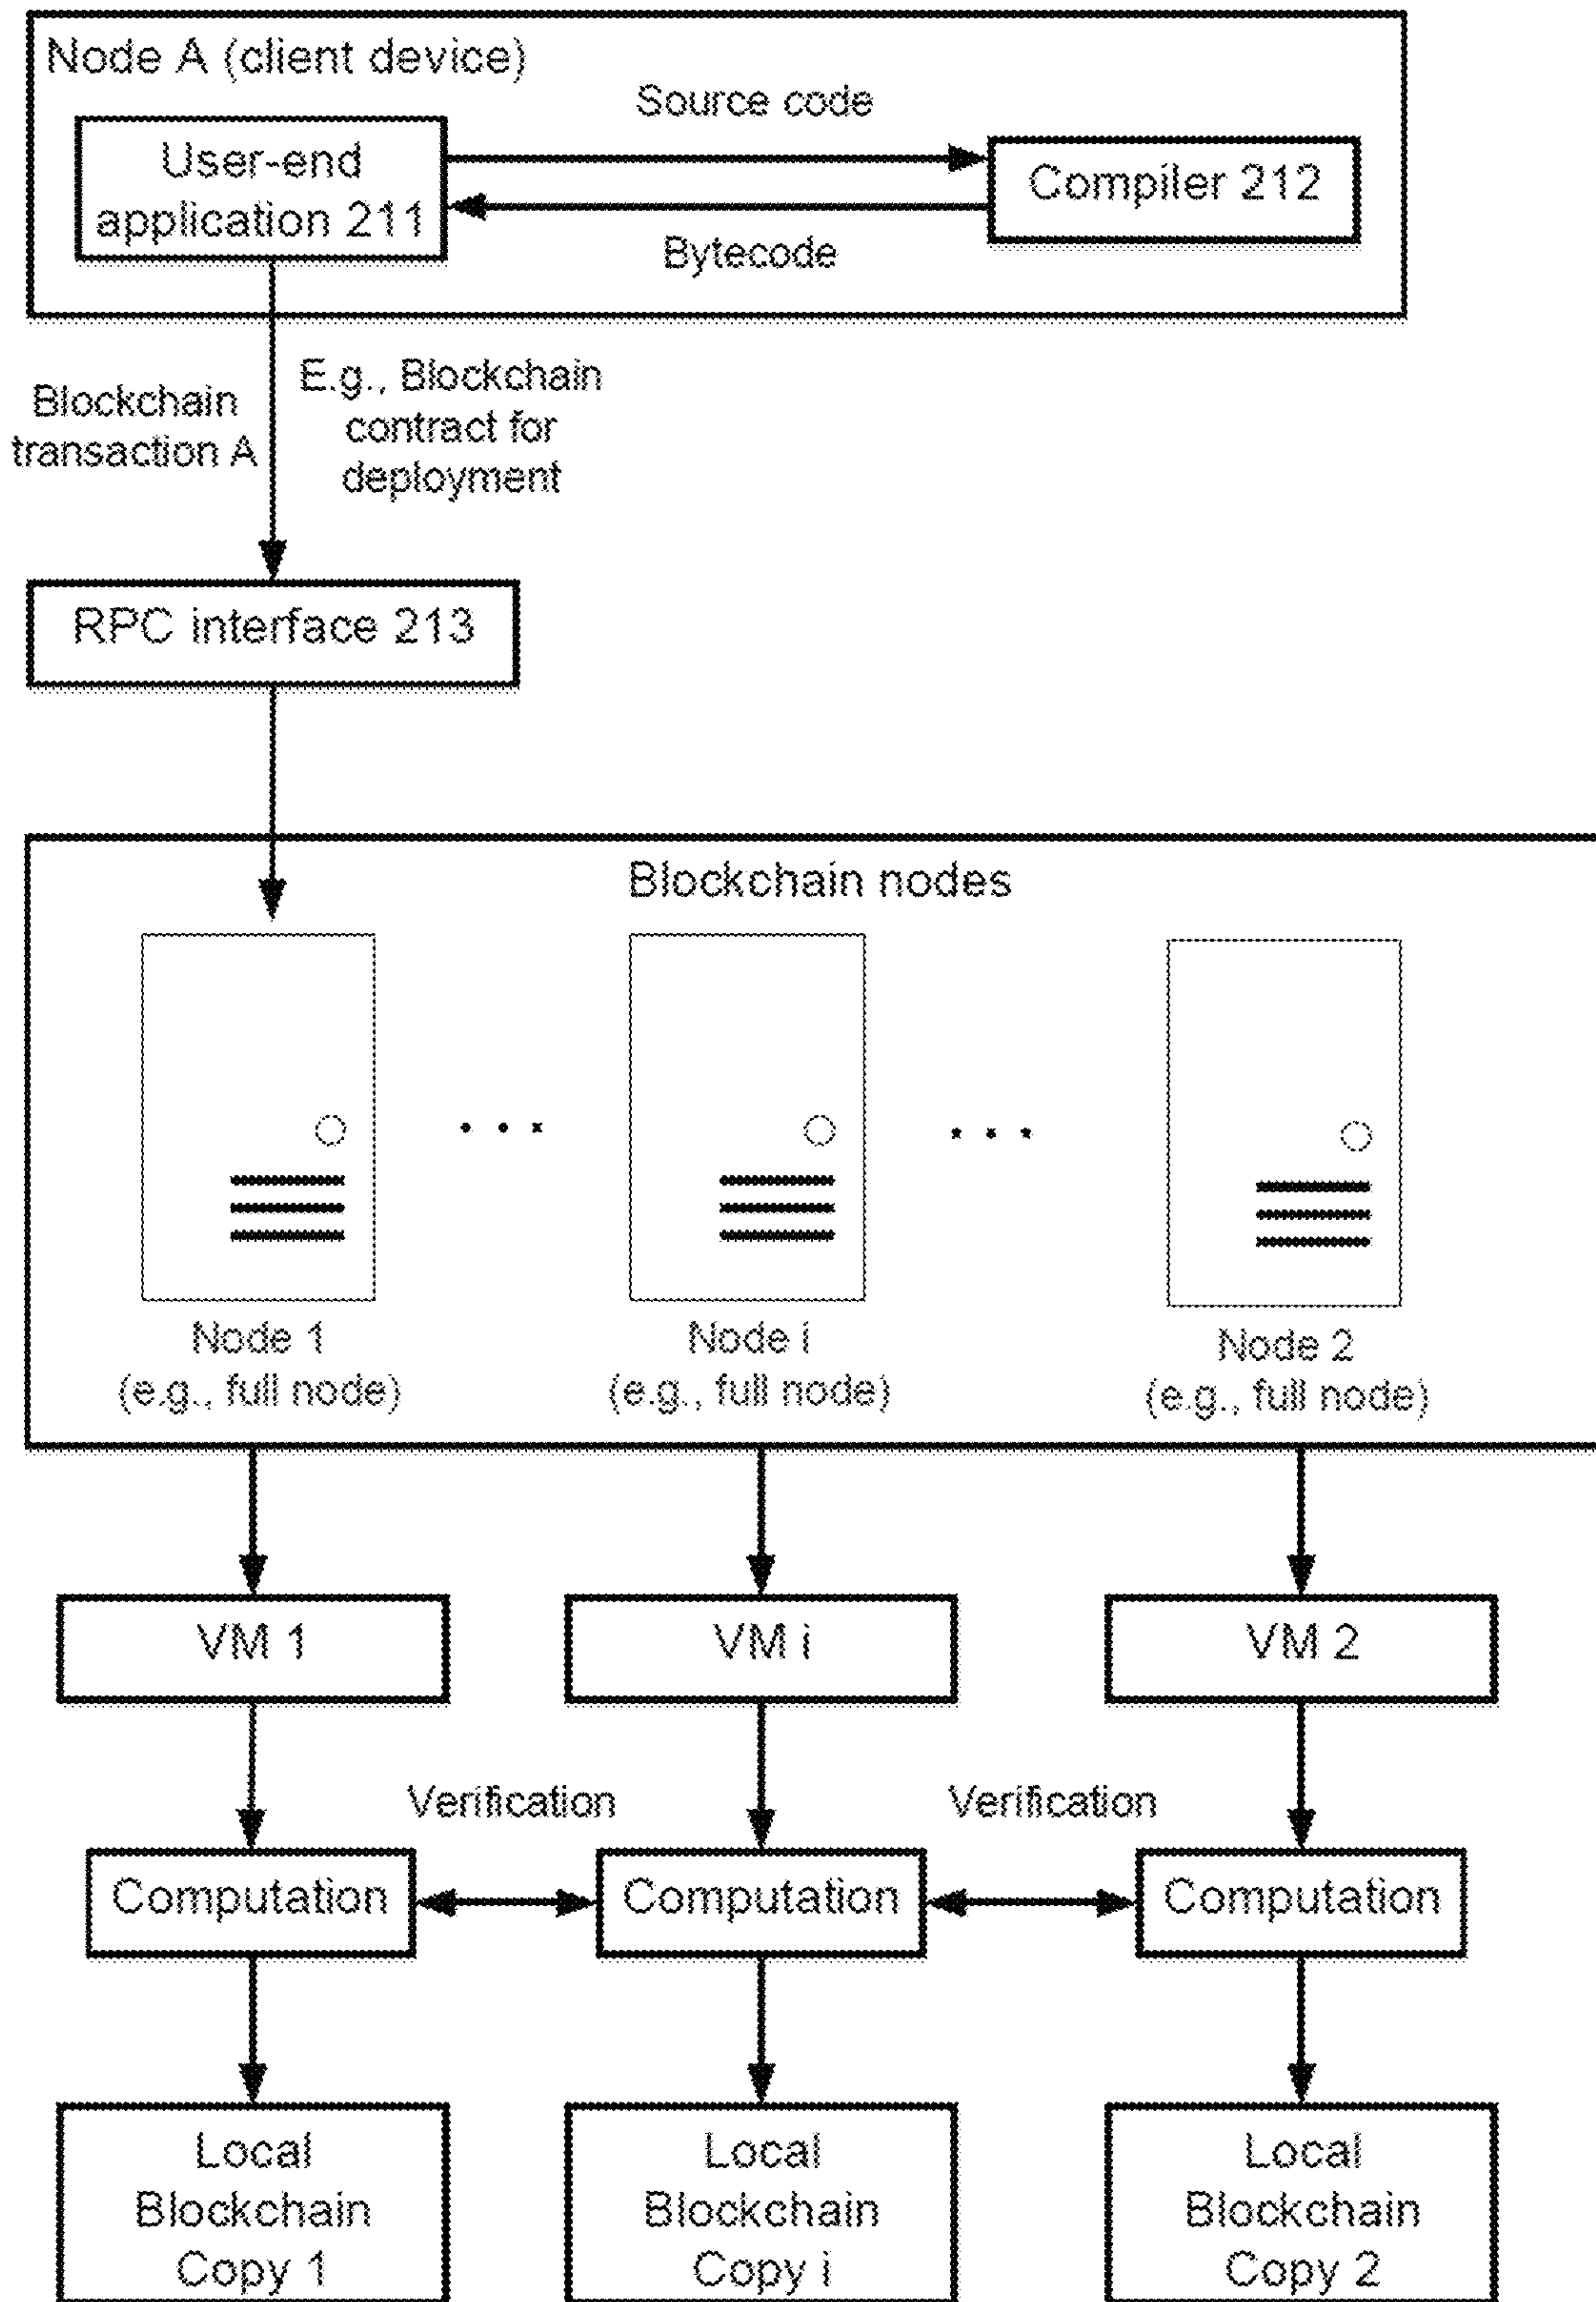 Node A (client device)
Source code
User-end
application 211
Compiler 212
Bytecode
Blockchain
transaction A
E.g., Blockchain
contract for
deployment
RPC interface 213
Blockchain nodes
Node 1
(e.g., full node)
Node i
(e.g., full node)
Node 2
(e.g., full node)
VM 1
VM i
VM 2
Verification
Verification
Computation
Computation
Computation
Local
Blockchain
Copy 1
Local
Blockchain
Copy i
Local
Blockchain
Copy 2